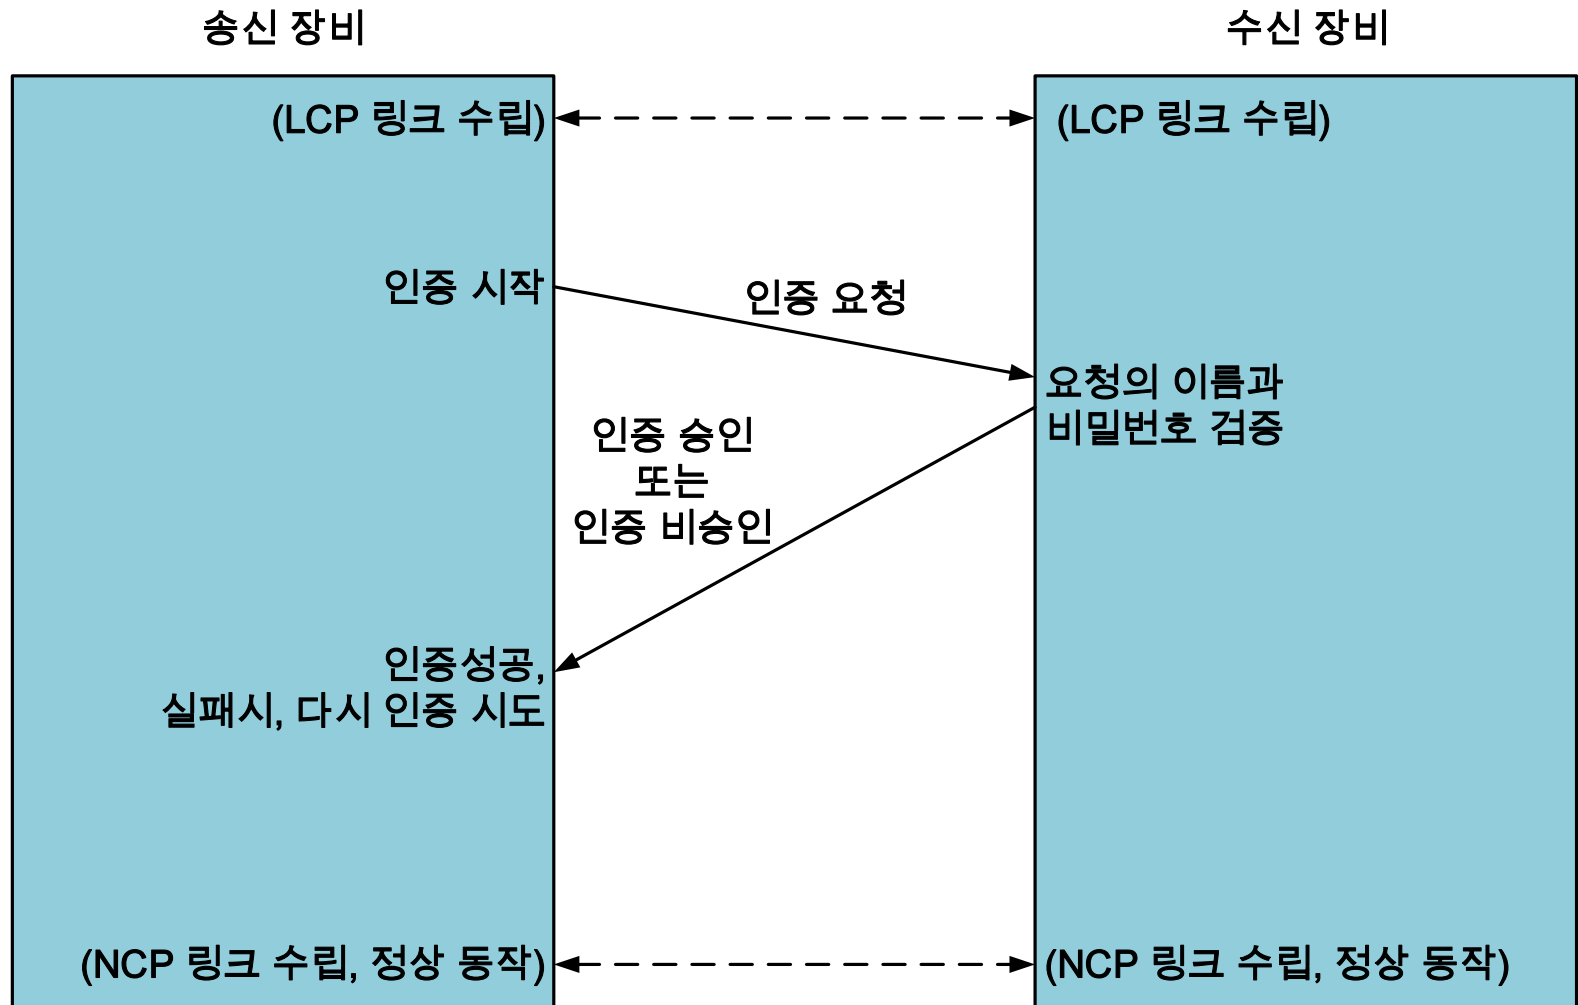 송신 장비
수신 장비
(LCP 링크 수립)
(LCP 링크 수립)
인증 시작
인증 요청
요청의 이름과
비밀번호 검증
인증 승인
또는
인증 비승인
인증성공,
실패시, 다시 인증 시도
(NCP 링크 수립, 정상 동작)
(NCP 링크 수립, 정상 동작)